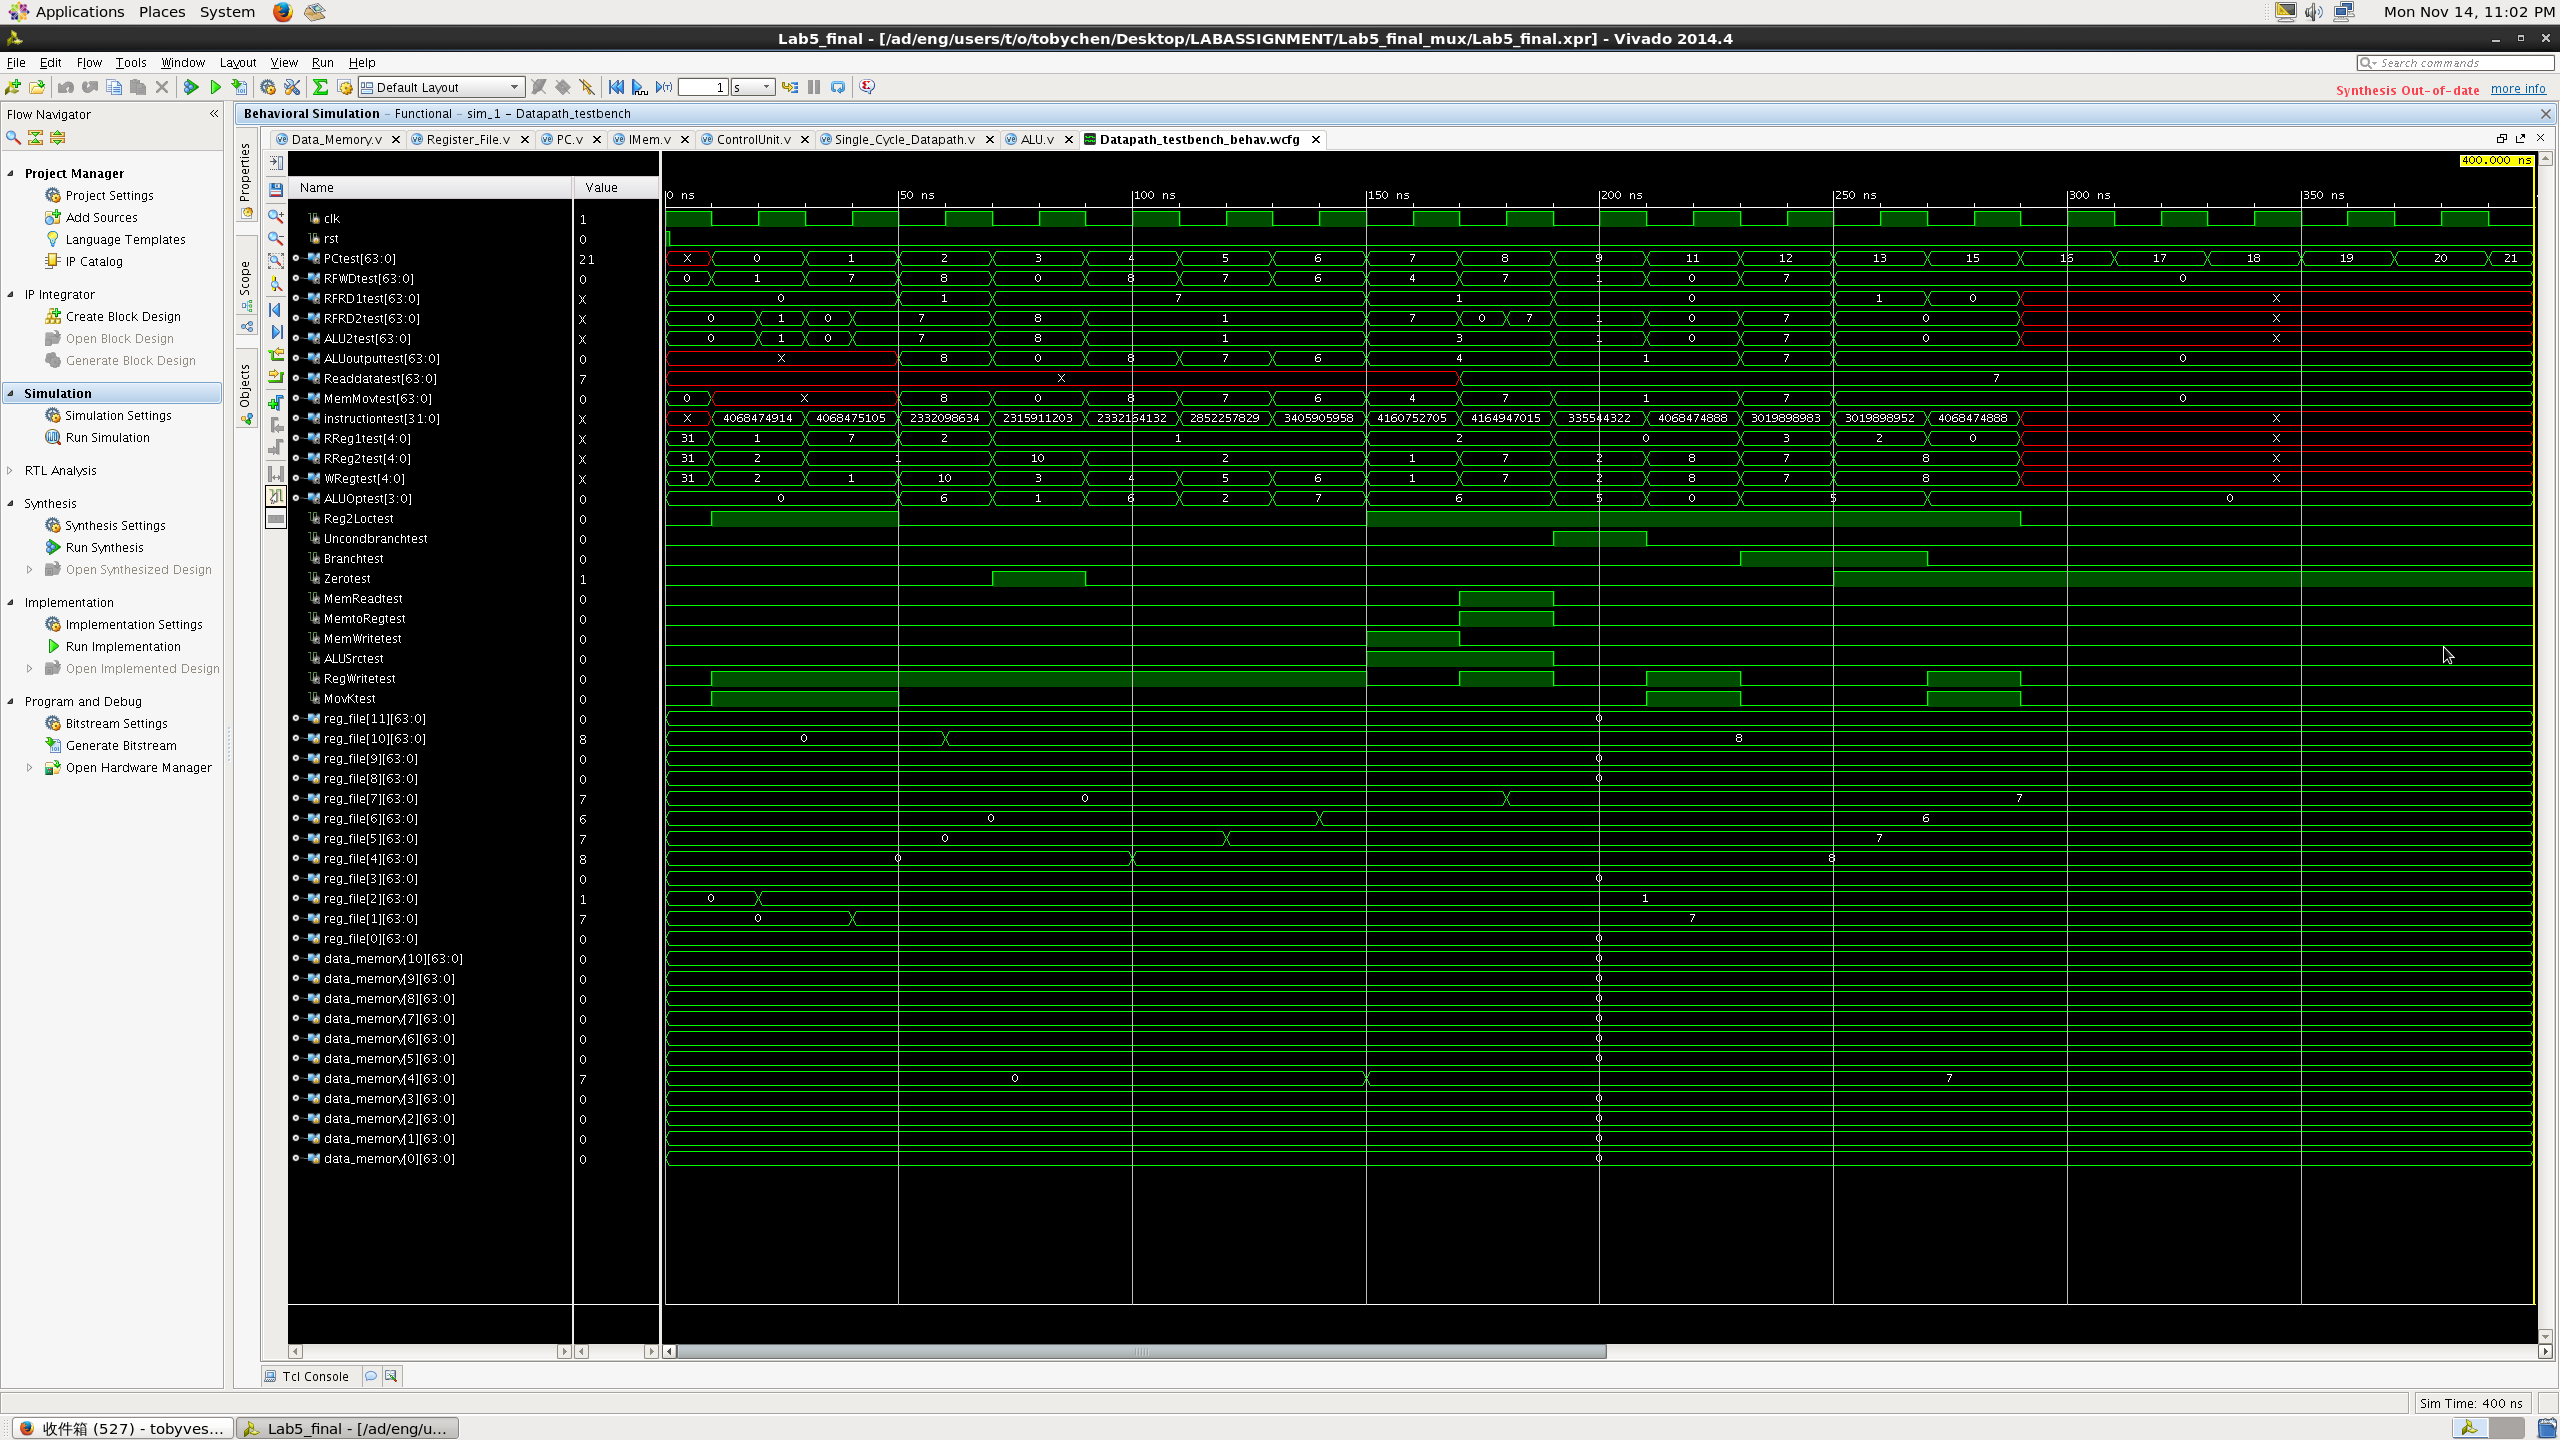 Applications Places System Mon Nov 14, 11:02 PM
Lab5_final - [/ad/eng/users/t/o/tobychen/Desktop/LABASSIGNMENT/Lab5_final_mux/Lab5_final.xpr] - Vivado 2014.4
File Edit Flow Tools Window Layout View Run Help Search commands
Default Layout 1 s Synthesis Out-of-date more info
Flow Navigator
Behavioral Simulation - Functional - sim_1 - Datapath_testbench
Data_Memory.v Register_File.v PC.v IMem.v ControlUnit.v Single_Cycle_Datapath.v ALU.v Datapath_testbench_behav.wcfg
Project Manager
Project Settings
Add Sources
Language Templates
IP Catalog
IP Integrator
Create Block Design
Open Block Design
Generate Block Design
Simulation
Simulation Settings
Run Simulation
RTL Analysis
Synthesis
Synthesis Settings
Run Synthesis
Open Synthesized Design
Implementation
Implementation Settings
Run Implementation
Open Implemented Design
Program and Debug
Bitstream Settings
Generate Bitstream
Open Hardware Manager
Properties
Scope
Objects
400.000 ns
Name Value 0 ns 50 ns 100 ns 150 ns 200 ns 250 ns 300 ns 350 ns
clk 1
rst 0
PCtest[63:0] 21 X 0 1 2 3 4 5 6 7 8 9 11 12 13 15 16 17 18 19 20 21
RFWDtest[63:0] 0 0 1 7 8 0 8 7 6 4 7 1 0 7 0
RFRD1test[63:0] X 0 1 7 1 0 1 0 X
RFRD2test[63:0] X 0 1 0 7 8 1 7 0 7 1 0 7 0 X
ALU2test[63:0] X 0 1 0 7 8 1 3 1 0 7 0 X
ALUoutputtest[63:0] 0 X 8 0 8 7 6 4 1 7 0
Readdatatest[63:0] 7 X 7
MemMovtest[63:0] 0 0 X 8 0 8 7 6 4 7 1 7 0
instructiontest[31:0] X X 4068474914 4068475105 2332098634 2315911203 2332164132 2852257829 3405905958 4160752705 4164947015 335544322 4068474888 3019898983 3019898952 4068474888 X
RReg1test[4:0] X 31 1 7 2 1 2 0 3 2 0 X
RReg2test[4:0] X 31 2 1 10 2 1 7 2 8 7 8 X
WRegtest[4:0] X 31 2 1 10 3 4 5 6 1 7 2 8 7 8 X
ALUOptest[3:0] 0 0 6 1 6 2 7 6 5 0 5 0
Reg2Loctest 0
Uncondbranchtest 0
Branchtest 0
Zerotest 1
MemReadtest 0
MemtoRegtest 0
MemWritetest 0
ALUSrctest 0
RegWritetest 0
MovKtest 0
reg_file[11][63:0] 0 0
reg_file[10][63:0] 8 0 8
reg_file[9][63:0] 0 0
reg_file[8][63:0] 0 0
reg_file[7][63:0] 7 0 7
reg_file[6][63:0] 6 0 6
reg_file[5][63:0] 7 0 7
reg_file[4][63:0] 8 0 8
reg_file[3][63:0] 0 0
reg_file[2][63:0] 1 0 1
reg_file[1][63:0] 7 0 7
reg_file[0][63:0] 0 0
data_memory[10][63:0] 0 0
data_memory[9][63:0] 0 0
data_memory[8][63:0] 0 0
data_memory[7][63:0] 0 0
data_memory[6][63:0] 0 0
data_memory[5][63:0] 0 0
data_memory[4][63:0] 7 0 7
data_memory[3][63:0] 0 0
data_memory[2][63:0] 0 0
data_memory[1][63:0] 0 0
data_memory[0][63:0] 0 0
Tcl Console
Sim Time: 400 ns
收件箱 (527) - tobyves... Lab5_final - [/ad/eng/u...